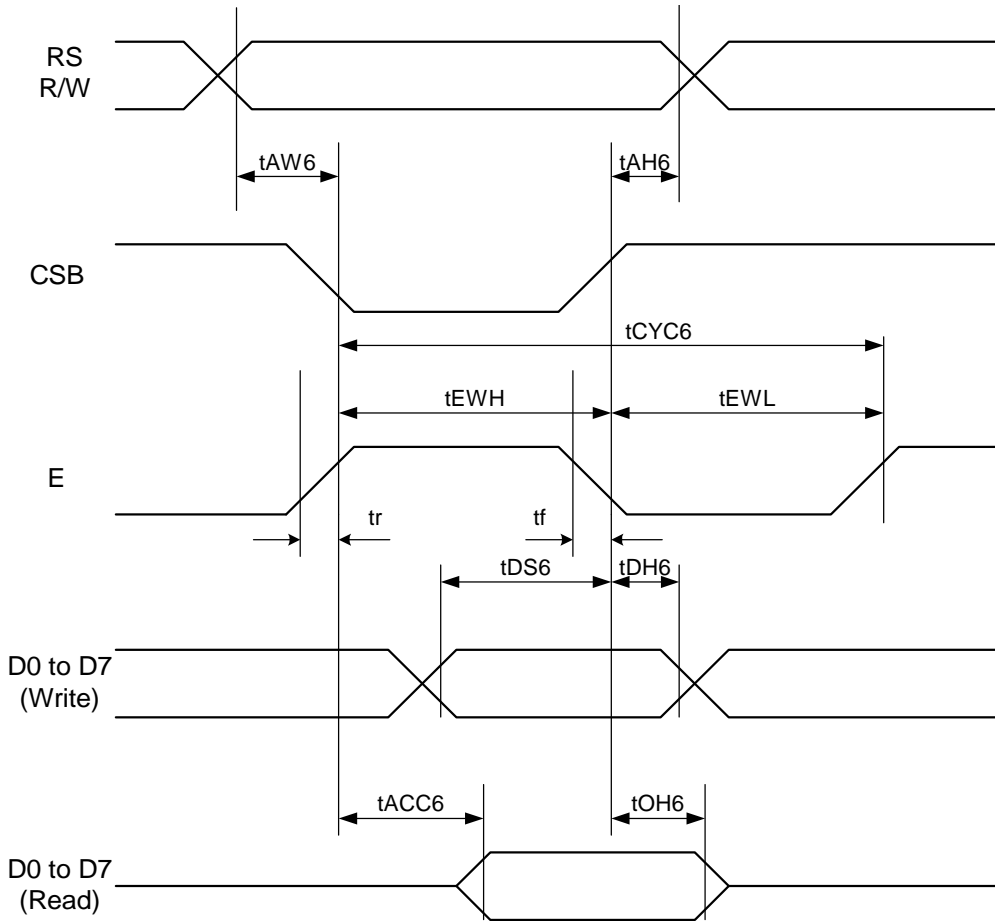 RS
R/W
tAW6
tAH6
CSB
tCYC6
tEWH
tEWL
E
tr
tf
tDS6
tDH6
D0 to D7
(Write)
tACC6
tOH6
D0 to D7
(Read)